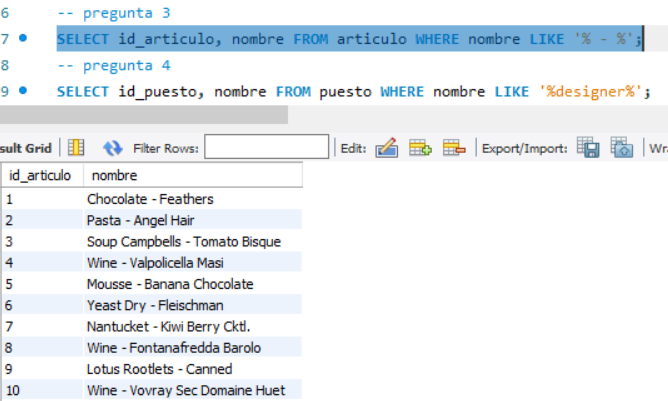 6 -- pregunta 3
7 SELECT id_articulo, nombre FROM articulo WHERE nombre LIKE '% - %';
8 -- pregunta 4
9 SELECT id_puesto, nombre FROM puesto WHERE nombre LIKE '%designer%';
sult Grid Filter Rows: Edit: Export/Import: Wr
id_articulo nombre
1 Chocolate - Feathers
2 Pasta - Angel Hair
3 Soup Campbells - Tomato Bisque
4 Wine - Valpolicella Masi
5 Mousse - Banana Chocolate
6 Yeast Dry - Fleischman
7 Nantucket - Kiwi Berry Cktl.
8 Wine - Fontanafredda Barolo
9 Lotus Rootlets - Canned
10 Wine - Vovray Sec Domaine Huet